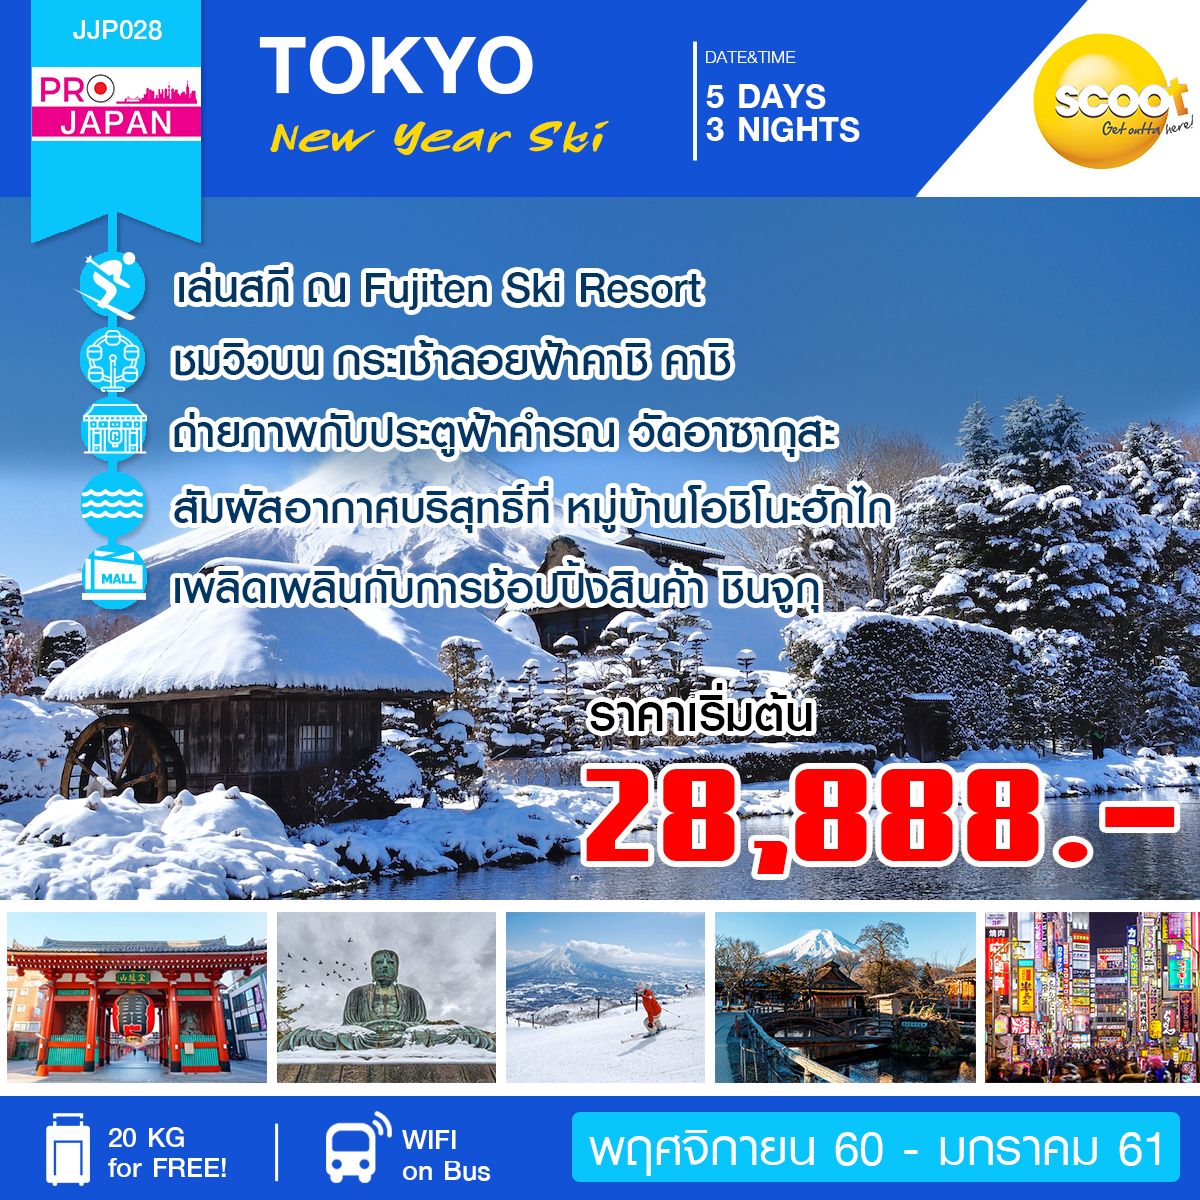 JJP028
PRO
JAPAN
TOKYO
New Year Ski
DATE&TIME
5 DAYS
3 NIGHTS
scoot
Get outta here!
เล่นสกี ณ Fujiten Ski Resort
ชมวิวบน กระเช้าลอยฟ้าคาชิ คาชิ
ถ่ายภาพกับประตูฟ้าคำรณ วัดอาซากุสะ
สัมผัสอากาศบริสุทธิ์ที่ หมู่บ้านโอชิโนะฮักไก
MALL
เพลิดเพลินกับการช้อปปิ้งสินค้า ชินจูกุ
ราคาเริ่มต้น
28,888.-
山龍金
焼肉
20 KG
for FREE!
WIFI
on Bus
พฤศจิกายน 60 - มกราคม 61